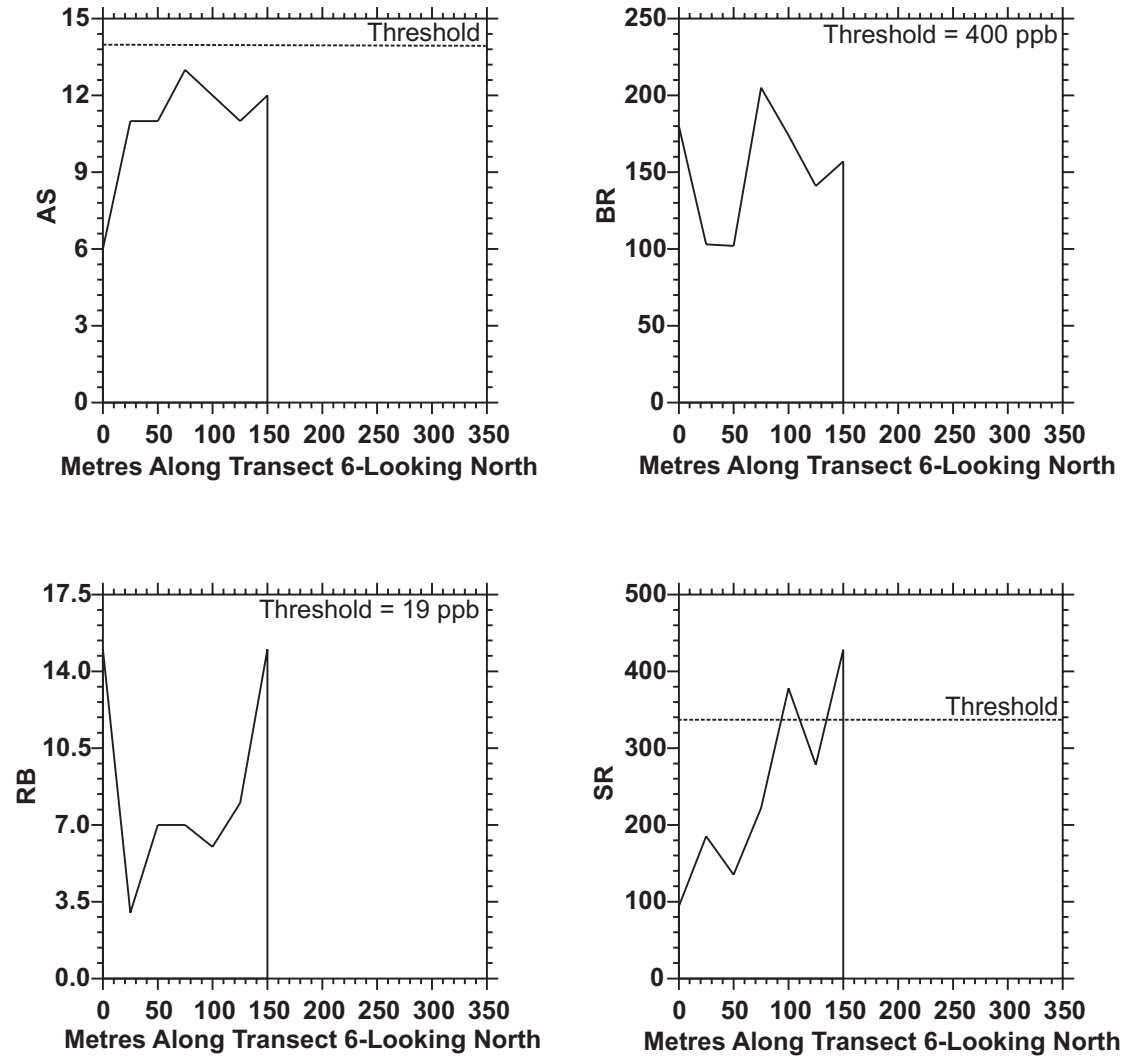 15
Threshold
12
9
AS
6
3
0
0 50 100 150 200 250 300 350
Metres Along Transect 6-Looking North
250
Threshold = 400 ppb
200
150
BR
100
50
0
0 50 100 150 200 250 300 350
Metres Along Transect 6-Looking North
17.5
Threshold = 19 ppb
14.0
10.5
RB
7.0
3.5
0.0
0 50 100 150 200 250 300 350
Metres Along Transect 6-Looking North
500
400
Threshold
300
SR
200
100
0
0 50 100 150 200 250 300 350
Metres Along Transect 6-Looking North